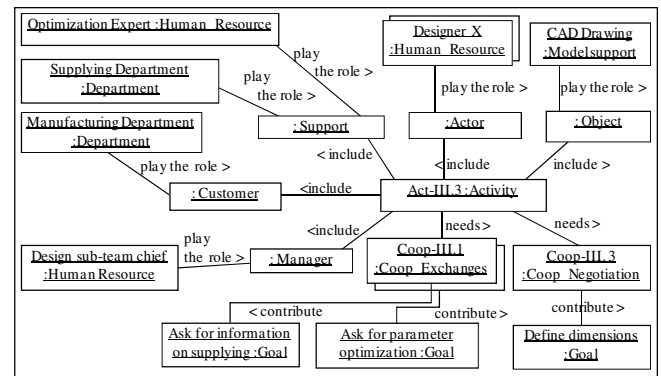 Optimization Expert :Human_Resource
Designer_X
:Human_Resource
CAD Drawing
:Model support
play
the role >
Supplying Department
:Department
play
the role >
play the role >
play the role >
Manufacturing Department
:Department
: Support
: Actor
: Object
play the role >
< include
<include
include >
: Customer
<include
Act-III.3 :Activity
<include
needs >
needs >
Design sub-team chief
:Human Resource
play
the role >
: Manager
Coop-III.1
:Coop_Exchanges
Coop-III. 3
:Coop_Negotiation
< contribute
contribute >
contribute >
Ask for information
on supplying :Goal
Ask for parameter
optimization :Goal
Define dimensions
:Goal